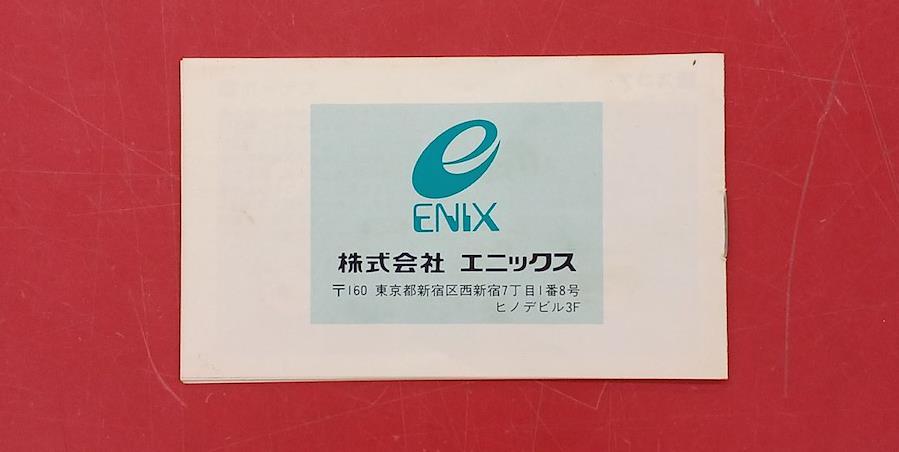 ENIX
株式会社 エニックス
〒160 東京都新宿区西新宿7丁目1番8号
ヒノデビル3F